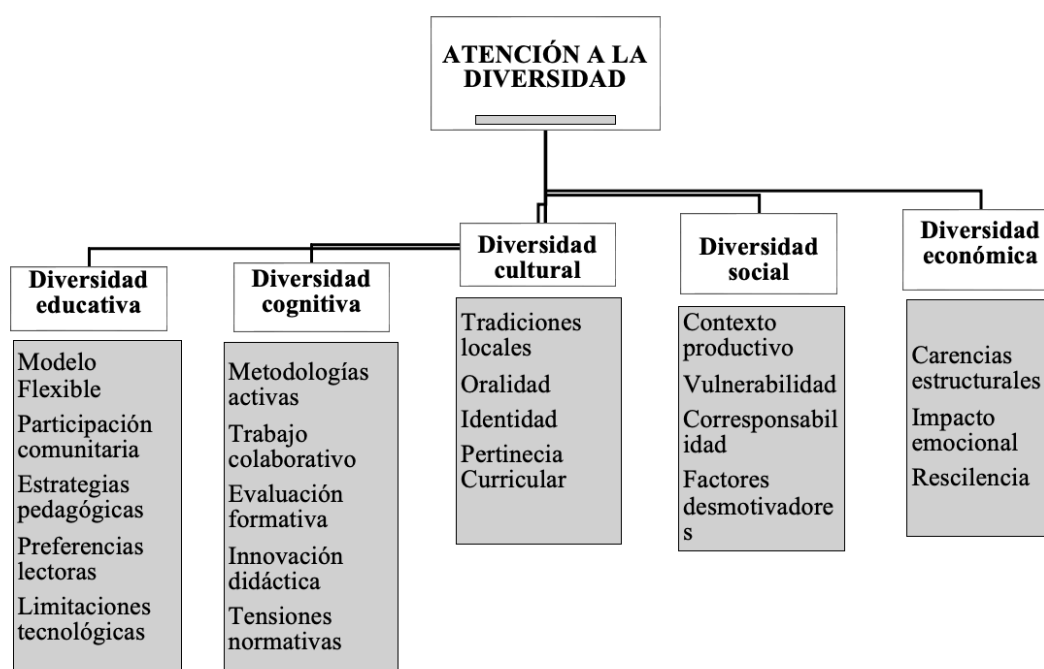 ATENCIÓN A LA
DIVERSIDAD
Diversidad
educativa
Modelo
Flexible
Participación
comunitaria
Estrategias
pedagógicas
Preferencias
lectoras
Limitaciones
tecnológicas
Diversidad
cognitiva
Metodologías
activas
Trabajo
colaborativo
Evaluación
formativa
Innovación
didáctica
Tensiones
normativas
Diversidad
cultural
Tradiciones
locales
Oralidad
Identidad
Pertinecia
Curricular
Diversidad
social
Contexto
productivo
Vulnerabilidad
Corresponsabil
idad
Factores
desmotivadore
s
Diversidad
económica
Carencias
estructurales
Impacto
emocional
Rescilencia